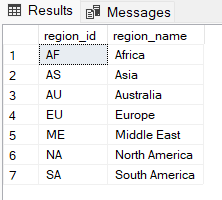 Results Messages
region_id region_name
1 AF Africa
2 AS Asia
3 AU Australia
4 EU Europe
5 ME Middle East
6 NA North America
7 SA South America